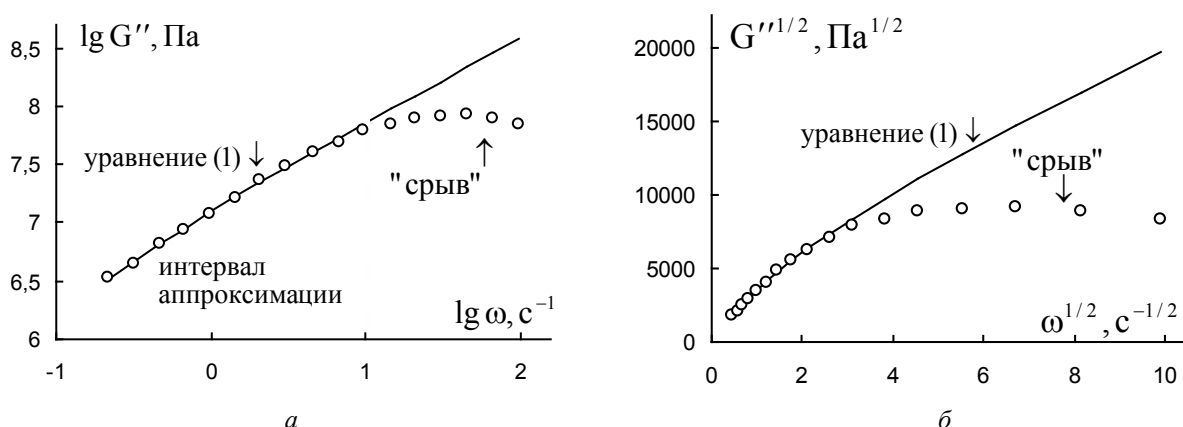 lg G′′, Па
8,5
8
7,5
7
6,5
6
уравнение (1) ↓
↑
"срыв"
интервал
аппроксимации
lg ω, с⁻¹
-1 0 1 2
а
G′′^{1/2}, Па^{1/2}
20000
15000
10000
5000
0
уравнение (1) ↓
"срыв"
↓
ω^{1/2}, с^{−1/2}
0 2 4 6 8 10
б